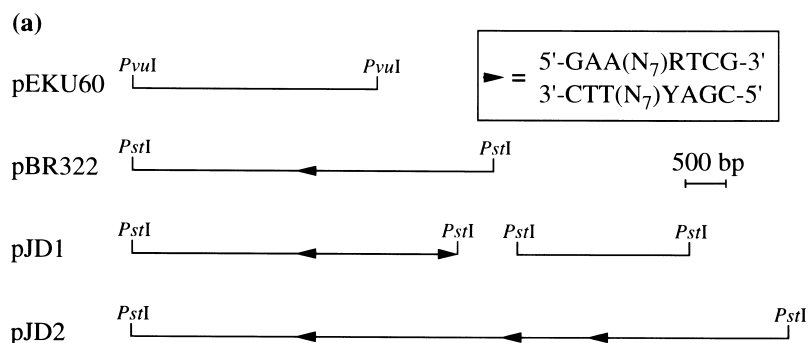 (a)
pEKU60 PvuI PvuI
5'-GAA(N7)RTCG-3'
= 3'-CTT(N7)YAGC-5'
pBR322 PstI PstI
500 bp
pJD1 PstI PstI PstI PstI
pJD2 PstI PstI